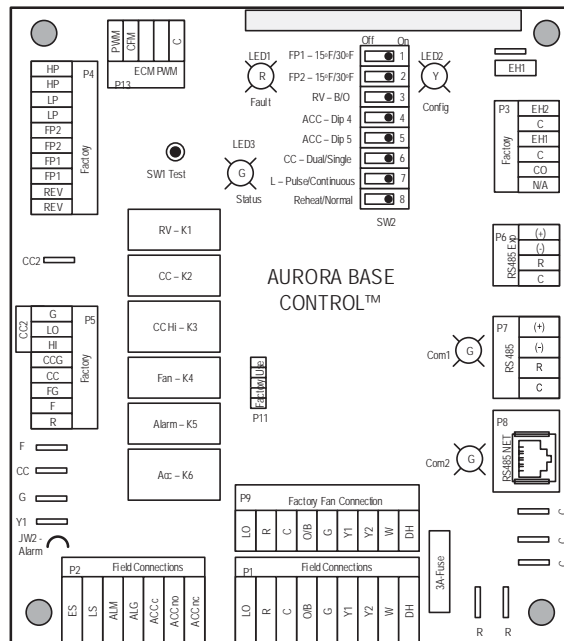 PWM
CFM
C
ECM PWM
P13
P4
HP
HP
LP
LP
FP2
FP2
FP1
FP1
REV
REV
Factory
SW1 Test
LED1
R
Fault
LED3
G
Status
Off
On
FP1 – 15ºF/30ºF
1
FP2 – 15ºF/30ºF
2
RV – B/O
3
ACC – Dip 4
4
ACC – Dip 5
5
CC – Dual/Single
6
L – Pulse/Continuous
7
Reheat/Normal
8
SW2
LED2
Y
Config
EH1
P3
Factory
EH2
C
EH1
C
CO
N/A
P6
RS485 Exp
(+)
(-)
R
C
P7
RS 485
(+)
(-)
R
C
Com1
G
P8
RS485 NET
Com2
G
RV – K1
CC – K2
CC Hi – K3
Fan – K4
Alarm – K5
Acc – K6
AURORA BASE
CONTROL™
Factory Use
P11
CC2
CC2
P5
G
LO
HI
CCG
CC
FG
F
R
Factory
F
CC
G
Y1
JW2 -
Alarm
P9
Factory Fan Connection
LO
R
C
O/B
G
Y1
Y2
W
DH
P2
Field Connections
ES
LS
ALM
ALG
ACC c
ACC no
ACC nc
P1
Field Connections
LO
R
C
O/B
G
Y1
Y2
W
DH
3A-Fuse
C
C
C
R
R